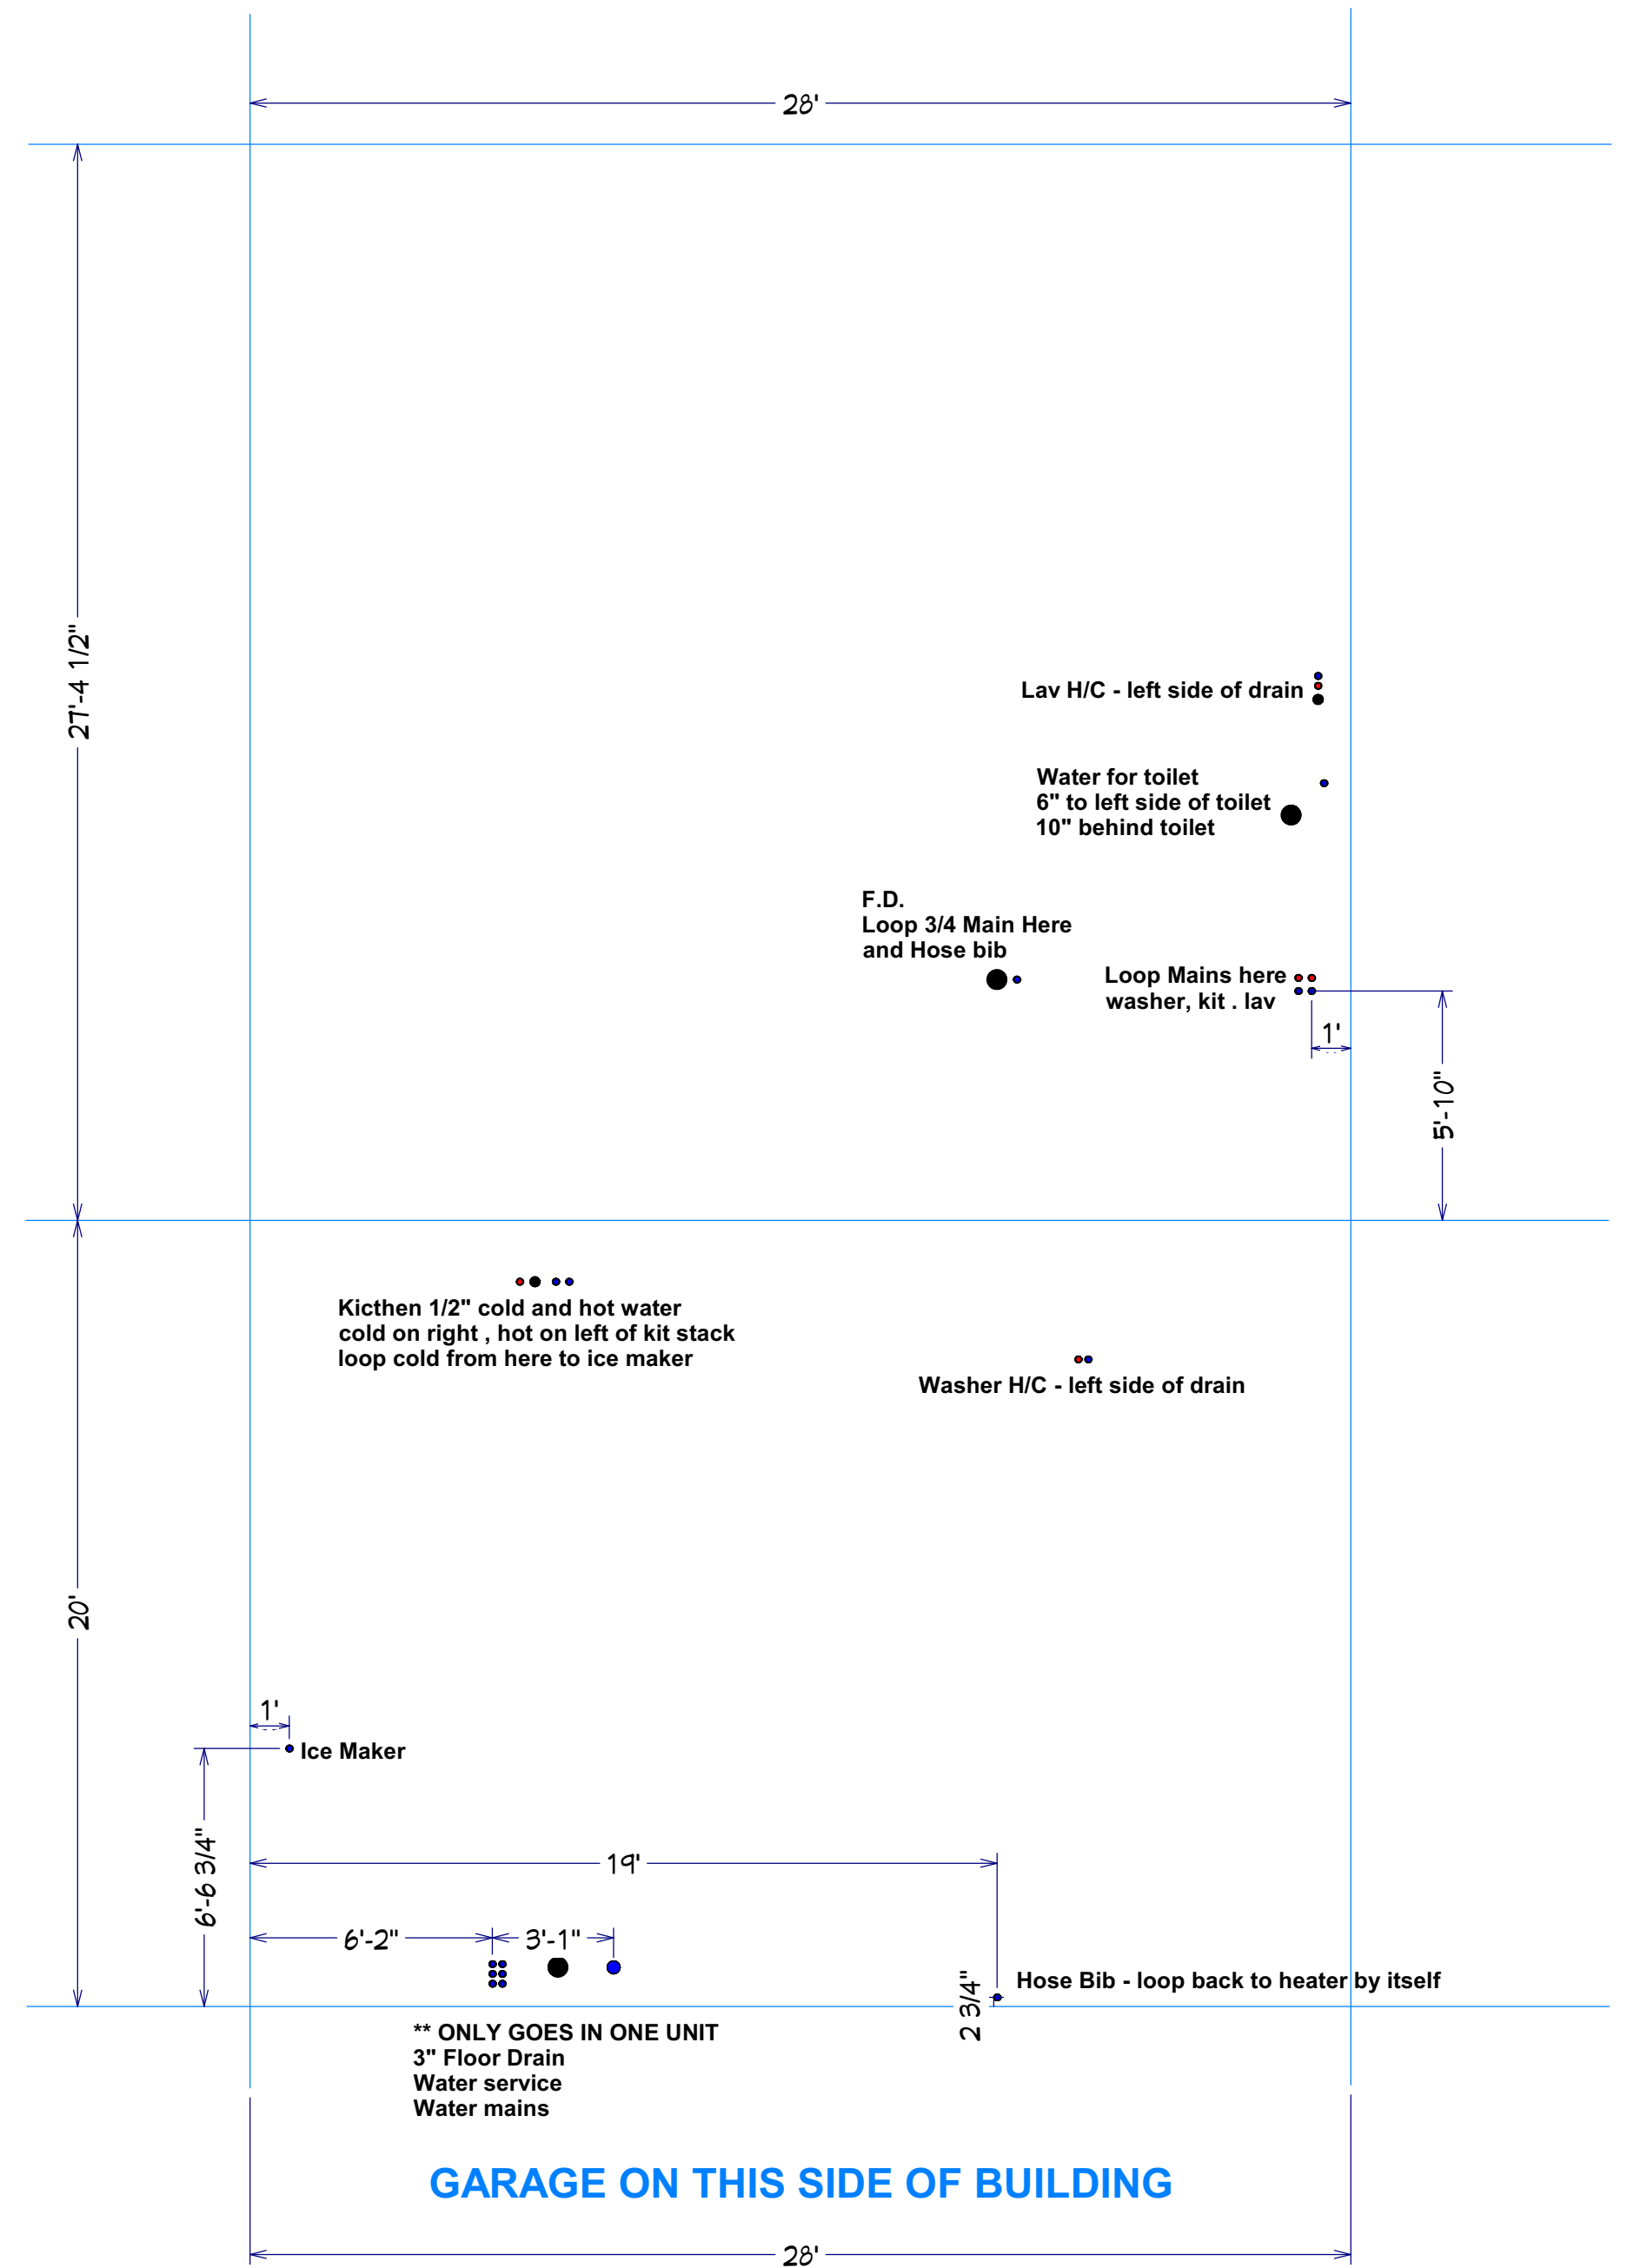 28'
27'-4 1/2"
Lav H/C - left side of drain
Water for toilet
6" to left side of toilet
10" behind toilet
F.D.
Loop 3/4 Main Here
and Hose bib
Loop Mains here
washer, kit . lav
1'
5'-10"
Kicthen 1/2" cold and hot water
cold on right , hot on left of kit stack
loop cold from here to ice maker
Washer H/C - left side of drain
20'
1'
Ice Maker
6'-6 3/4"
19'
6'-2"
3'-1"
2 3/4"
Hose Bib - loop back to heater by itself
** ONLY GOES IN ONE UNIT
3" Floor Drain
Water service
Water mains
GARAGE ON THIS SIDE OF BUILDING
28'